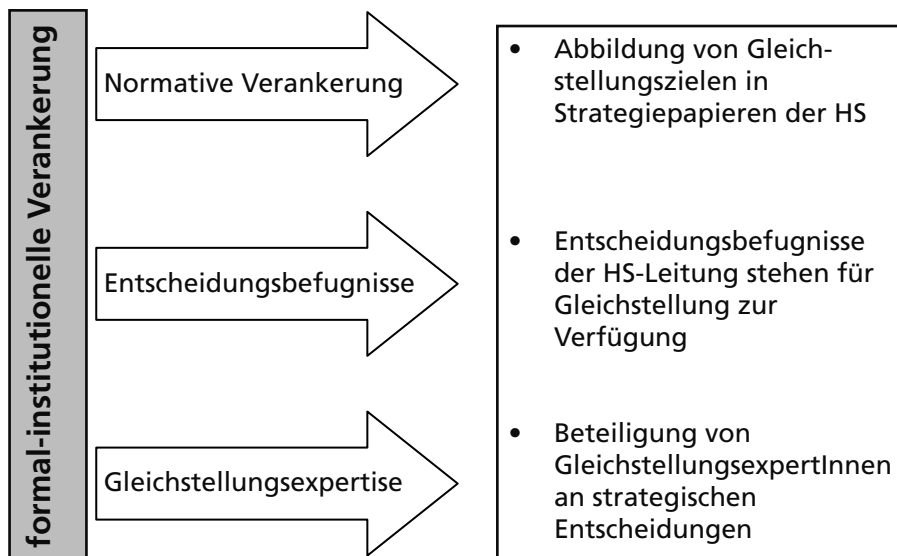 formal-institutionelle Verankerung
Normative Verankerung
• Abbildung von Gleich-
stellungszielen in
Strategiepapieren der HS
Entscheidungsbefugnisse
• Entscheidungsbefugnisse
der HS-Leitung stehen für
Gleichstellung zur
Verfügung
Gleichstellungsexpertise
• Beteiligung von
GleichstellungsexpertInnen
an strategischen
Entscheidungen